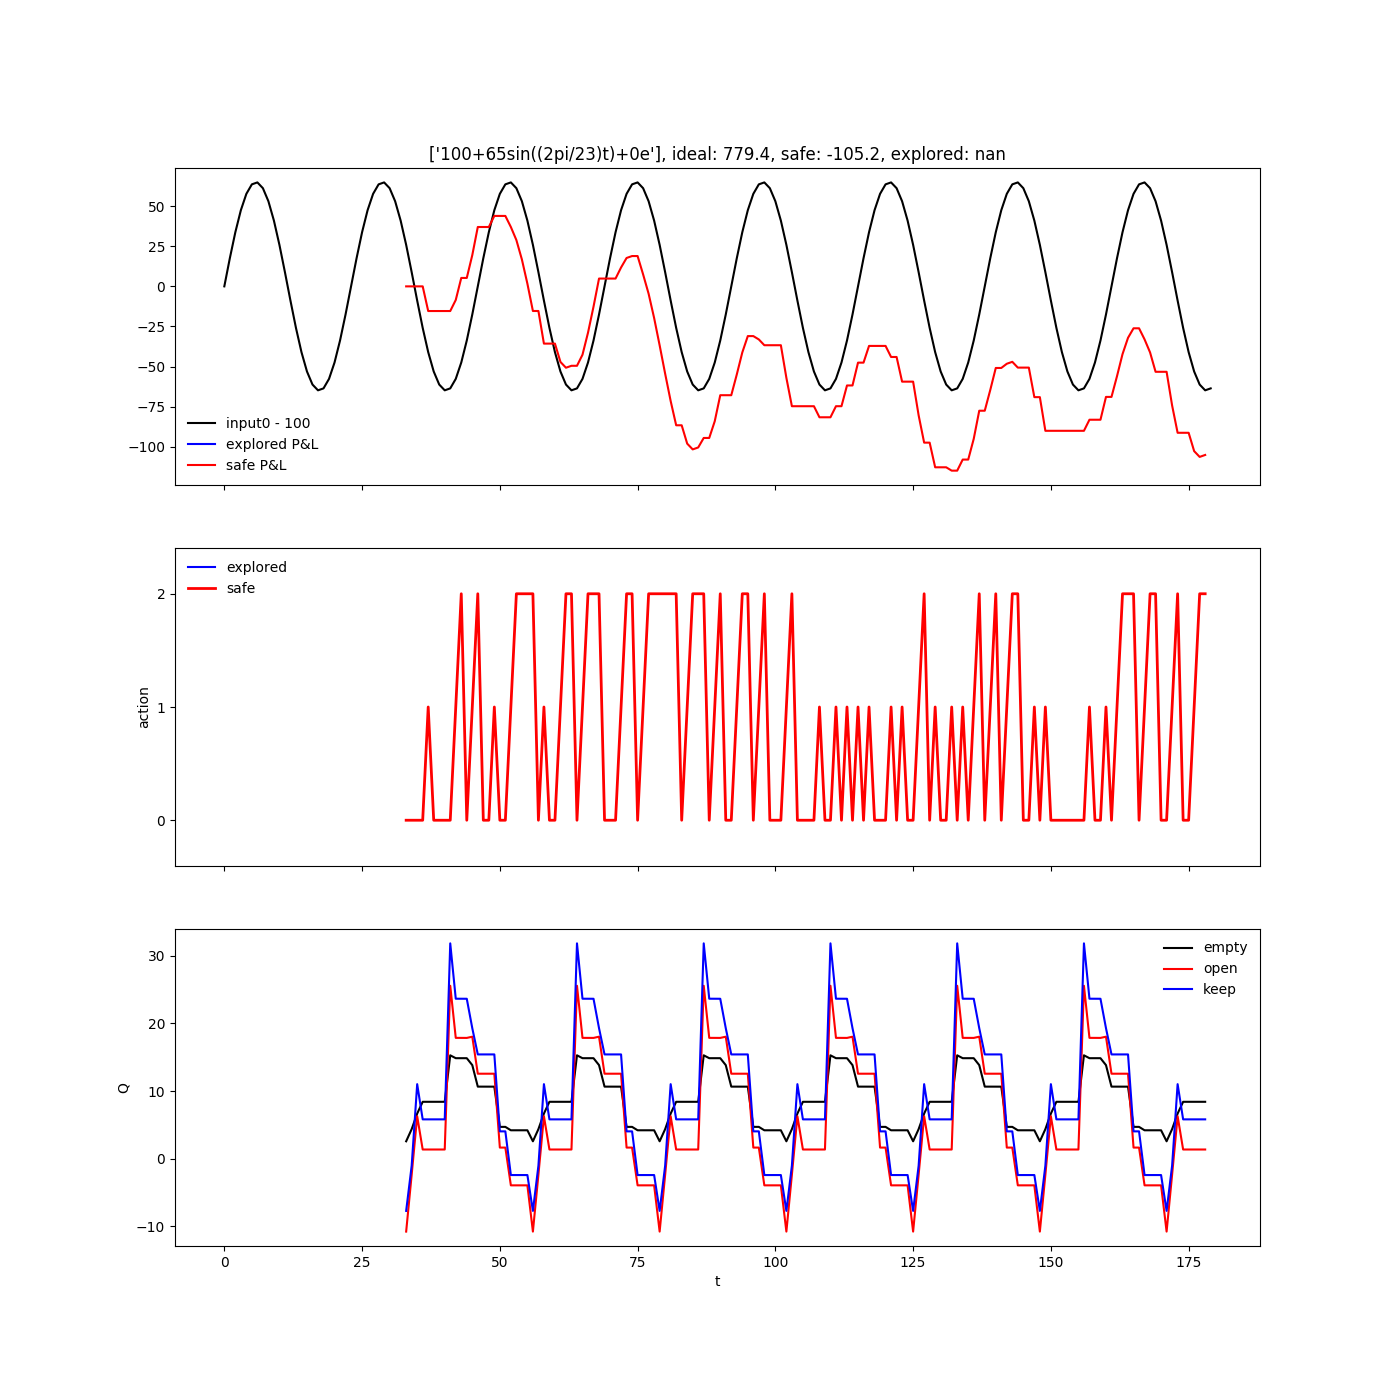 ['100+65sin((2pi/23)t)+0e'], ideal: 779.4, safe: -105.2, explored: nan
50
25
0
−25
−50
−75
−100
input0 - 100
explored P&L
safe P&L
explored
safe
2
1
0
action
empty
open
keep
30
20
10
0
−10
Q
0 25 50 75 100 125 150 175
t